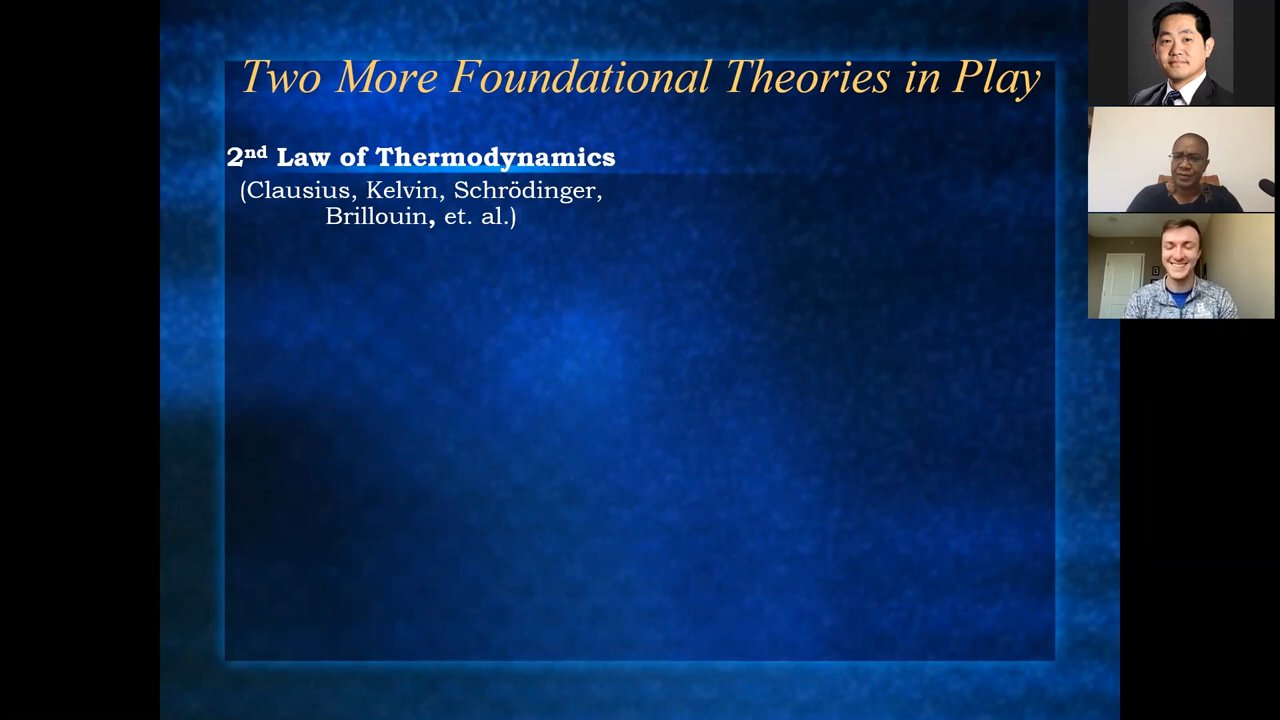 Two More Foundational Theories in Play
2nd Law of Thermodynamics
(Clausius, Kelvin, Schrödinger,
Brillouin, et. al.)